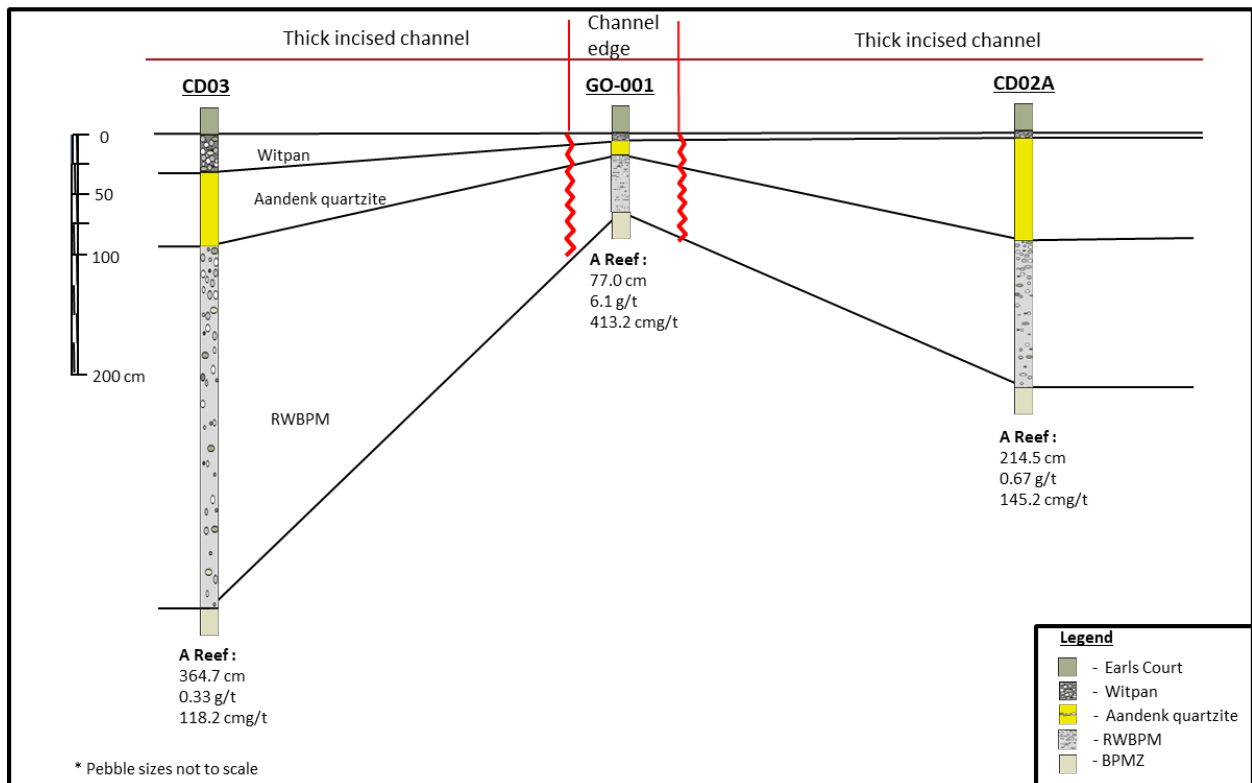 Thick incised channel
Channel
edge
Thick incised channel
CD03
GO-001
CD02A
0
50
100
200 cm
Witpan
Aandenk quartzite
RWBPM
A Reef :
77.0 cm
6.1 g/t
413.2 cmg/t
A Reef :
214.5 cm
0.67 g/t
145.2 cmg/t
A Reef :
364.7 cm
0.33 g/t
118.2 cmg/t
Legend
- Earls Court
- Witpan
- Aandenk quartzite
- RWBPM
- BPMZ
* Pebble sizes not to scale